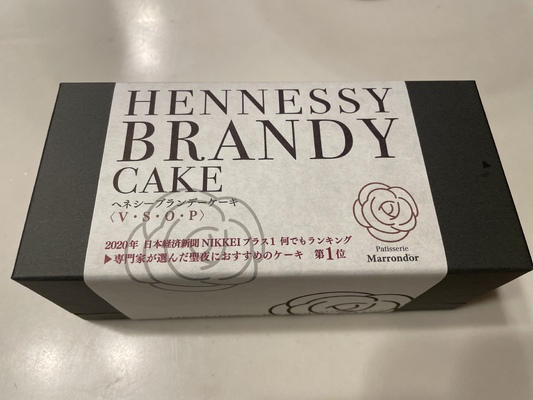 HENNESSY
BRANDY
CAKE
ヘネシーブランデーケーキ
〈V・S・O・P〉
2020年 日本経済新聞 NIKKEIプラス1 何でもランキング
▶専門家が選んだ聖夜におすすめのケーキ 第1位
Patisserie
Marrondor